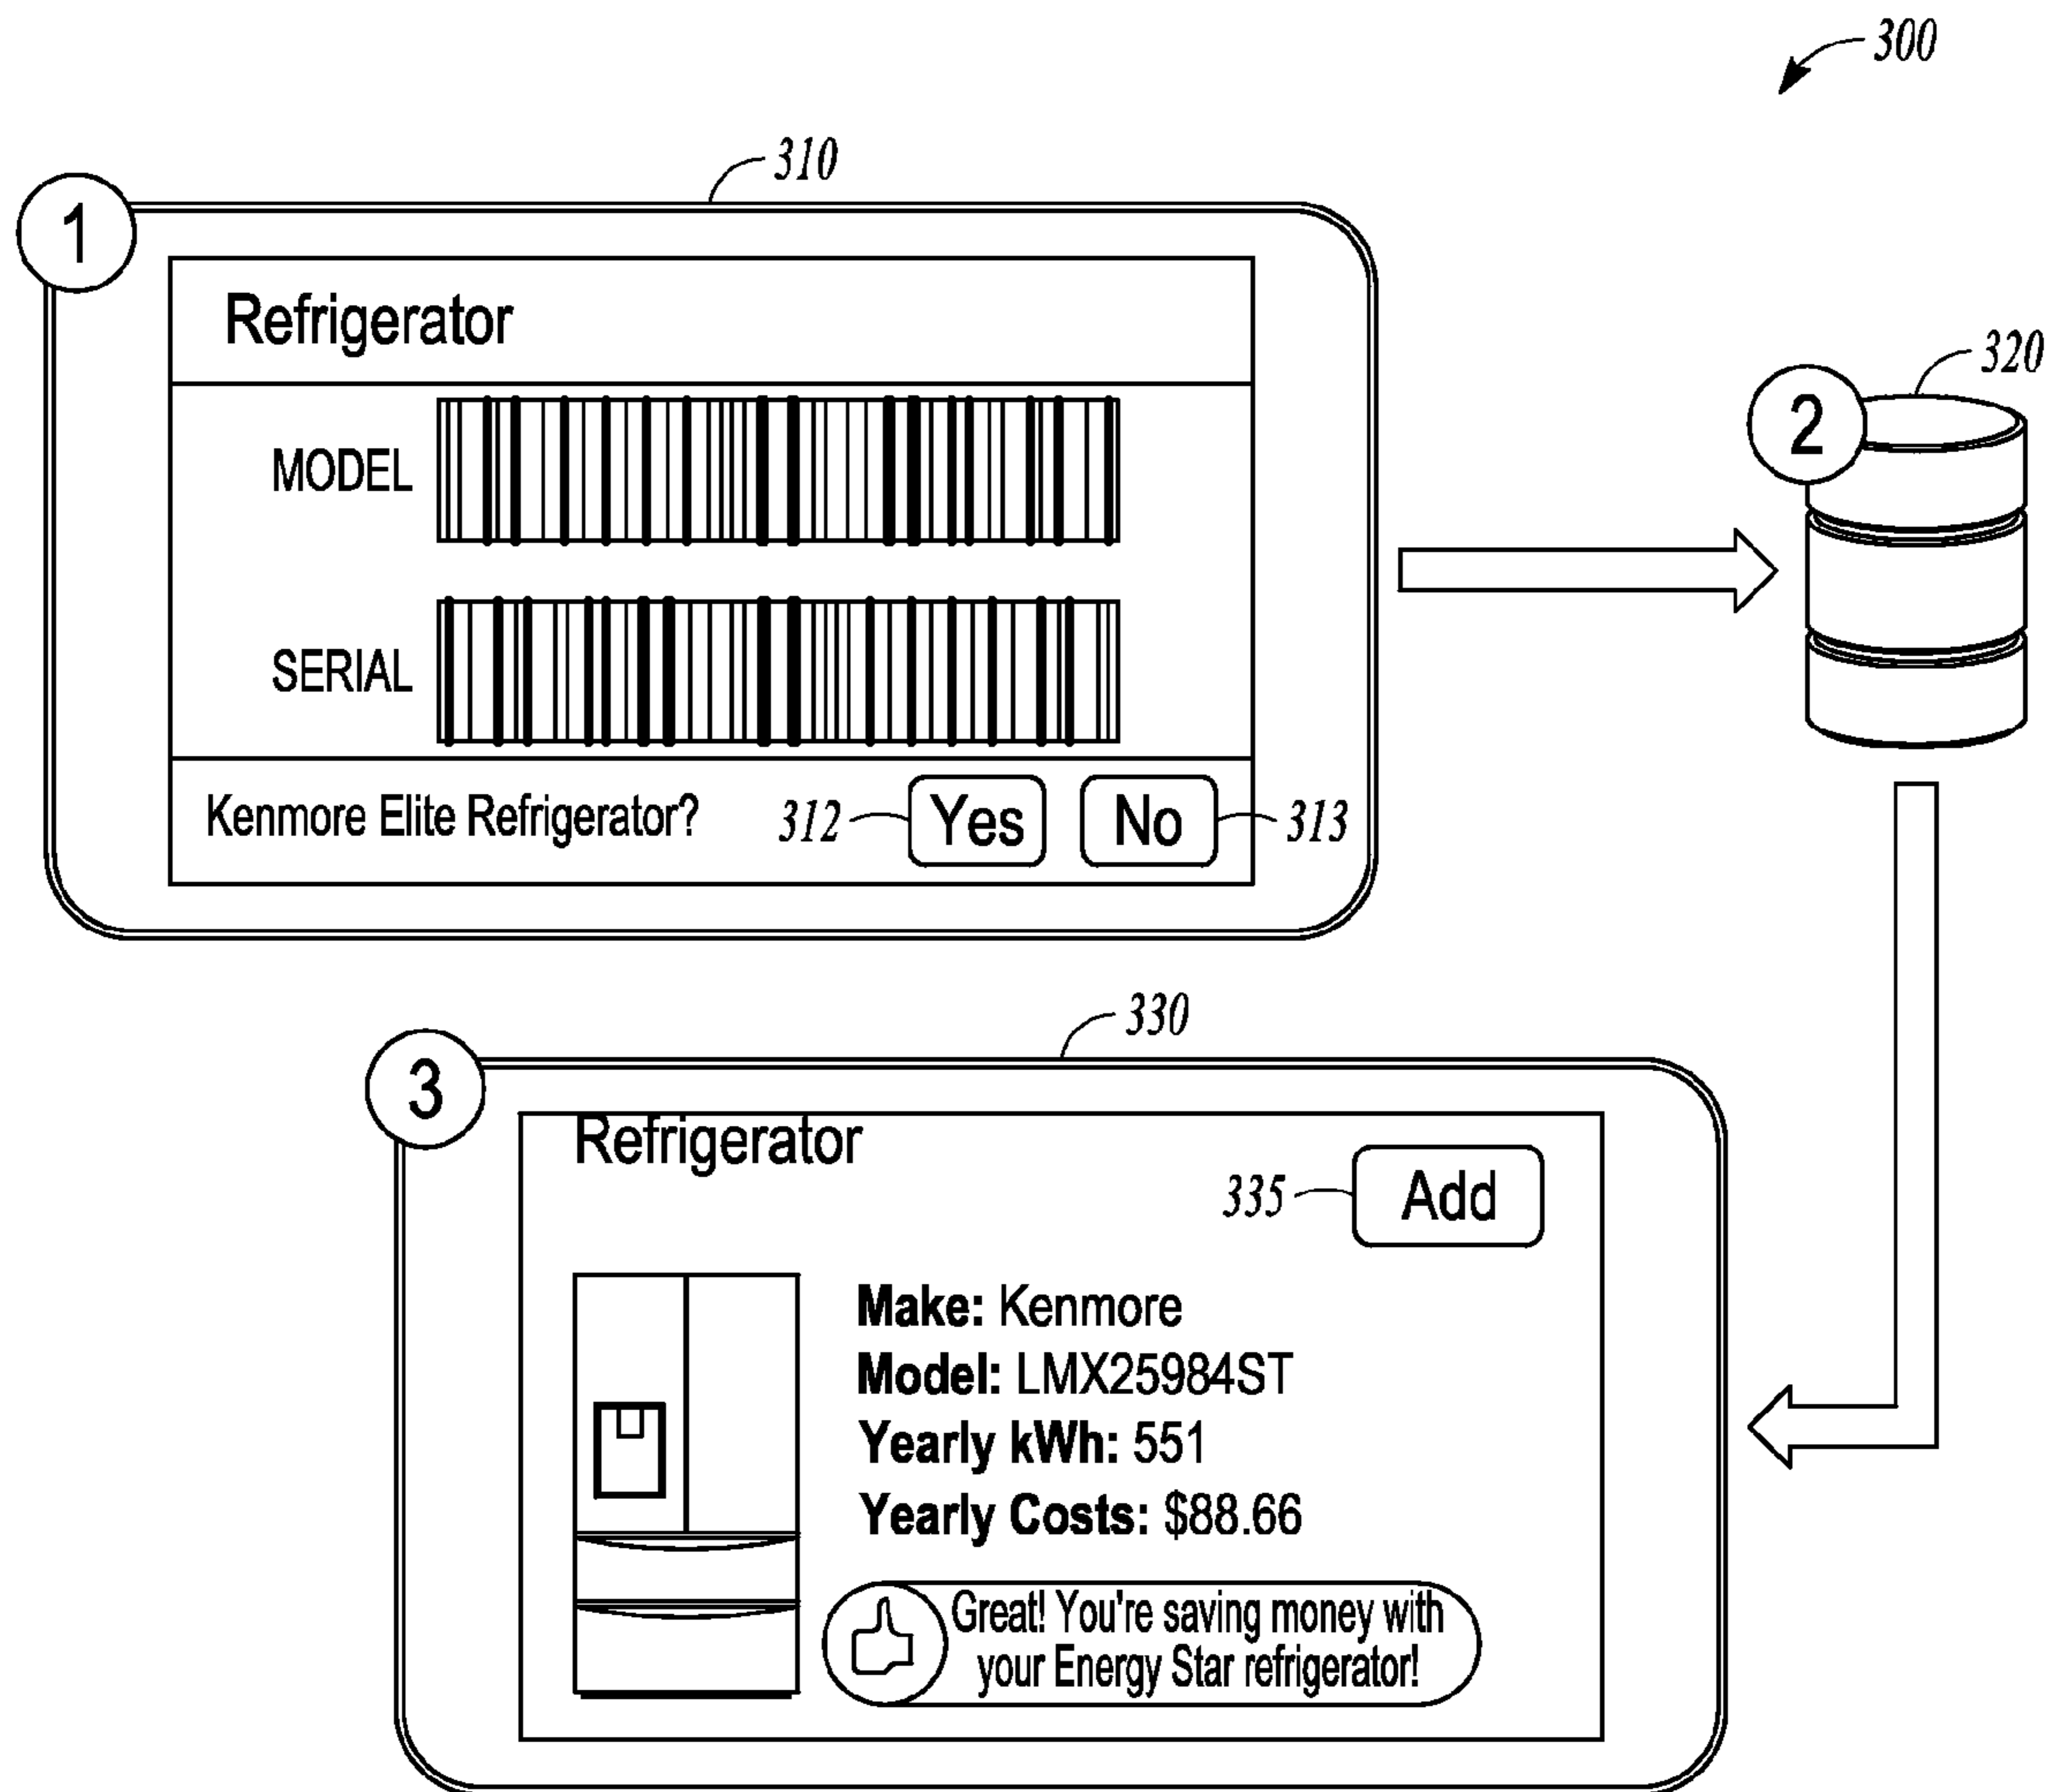 300
310
1
Refrigerator
MODEL
SERIAL
Kenmore Elite Refrigerator?
312
Yes
No
313
320
2
330
3
Refrigerator
335
Add
Make: Kenmore
Model: LMX25984ST
Yearly kWh: 551
Yearly Costs: $88.66
Great! You're saving money with
your Energy Star refrigerator!